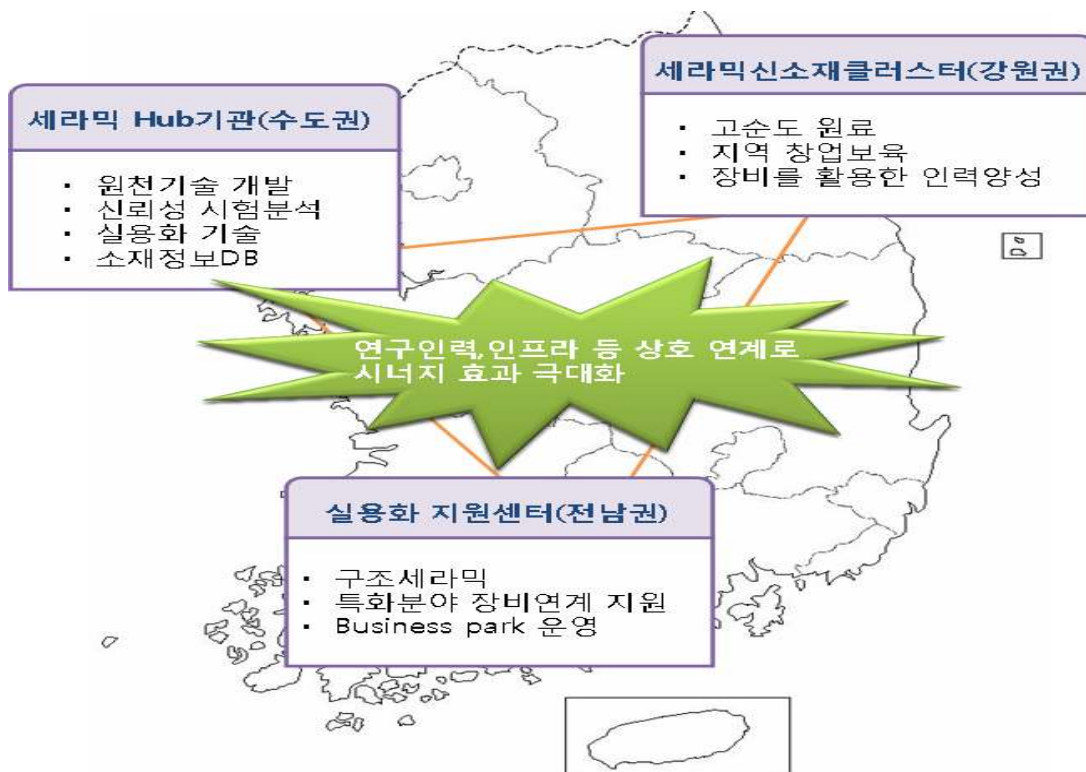 세라믹신소재클러스터(강원권)
· 고순도 원료
· 지역 창업보육
· 장비를 활용한 인력양성
세라믹 Hub기관(수도권)
· 원천기술 개발
· 신뢰성 시험분석
· 실용화 기술
· 소재정보DB
연구인력,인프라 등 상호 연계로
시너지 효과 극대화
실용화 지원센터(전남권)
· 구조세라믹
· 특화분야 장비연계 지원
· Business park 운영